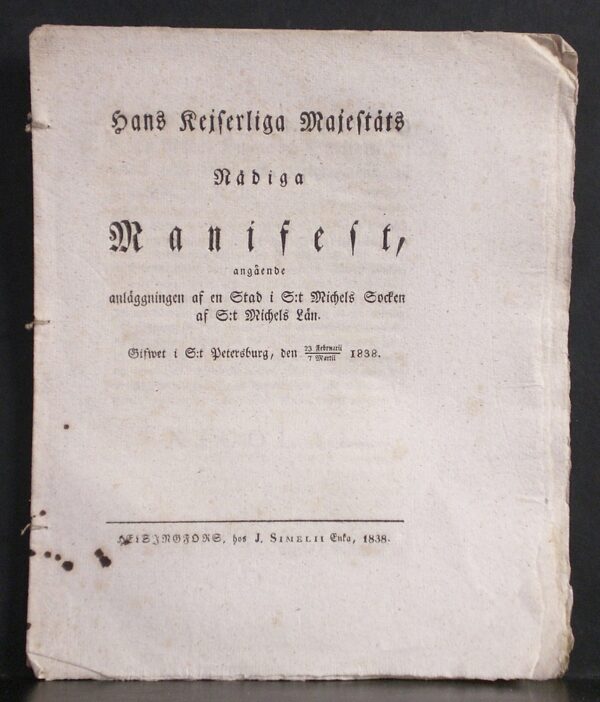 Hans Kejserliga Majestäts
Nådiga
Manifest,
angående
anläggningen af en Stad i S:t Michels Socken
af S:t Michels Län.
Gifwet i S:t Petersburg, den 23 Februarii / 7 Martii 1838.
HELSINGFORS, hos J. SIMELII Enka, 1838.